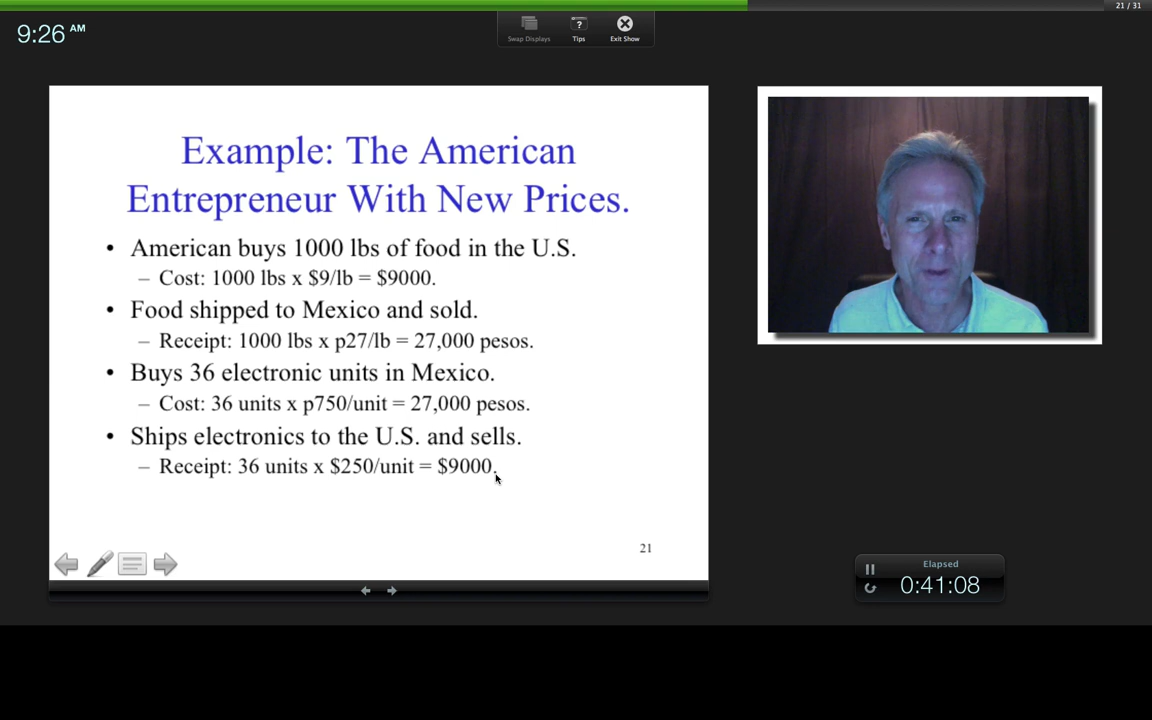 21 / 31
9:26 AM
Swap Displays
Tips
Exit Show
Example: The American
Entrepreneur With New Prices.
• American buys 1000 lbs of food in the U.S.
– Cost: 1000 lbs x $9/lb = $9000.
• Food shipped to Mexico and sold.
– Receipt: 1000 lbs x p27/lb = 27,000 pesos.
• Buys 36 electronic units in Mexico.
– Cost: 36 units x p750/unit = 27,000 pesos.
• Ships electronics to the U.S. and sells.
– Receipt: 36 units x $250/unit = $9000.
21
Elapsed
0:41:08